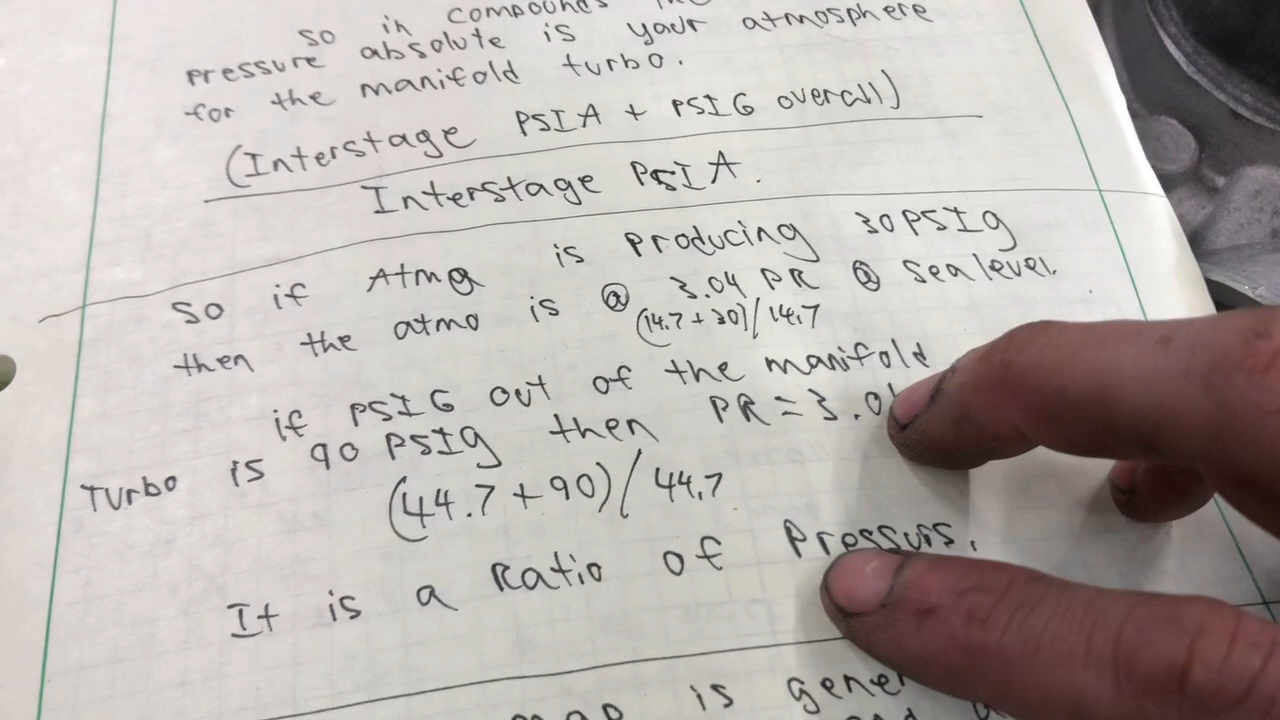 so in compounds
pressure absolute is your atmosphere
for the manifold turbo.
(Interstage PSIA + PSIG overall)
Interstage PSIA.
So if Atmo is producing 30PSIg
then the atmo is @ 3.04 PR @ sea level.
(14.7 + 30)/14.7
if PSIG out of the manifold
Turbo is 90 PSIg then PR = 3.0
(44.7 + 90)/44.7
It is a Ratio of Pressurs.
map is